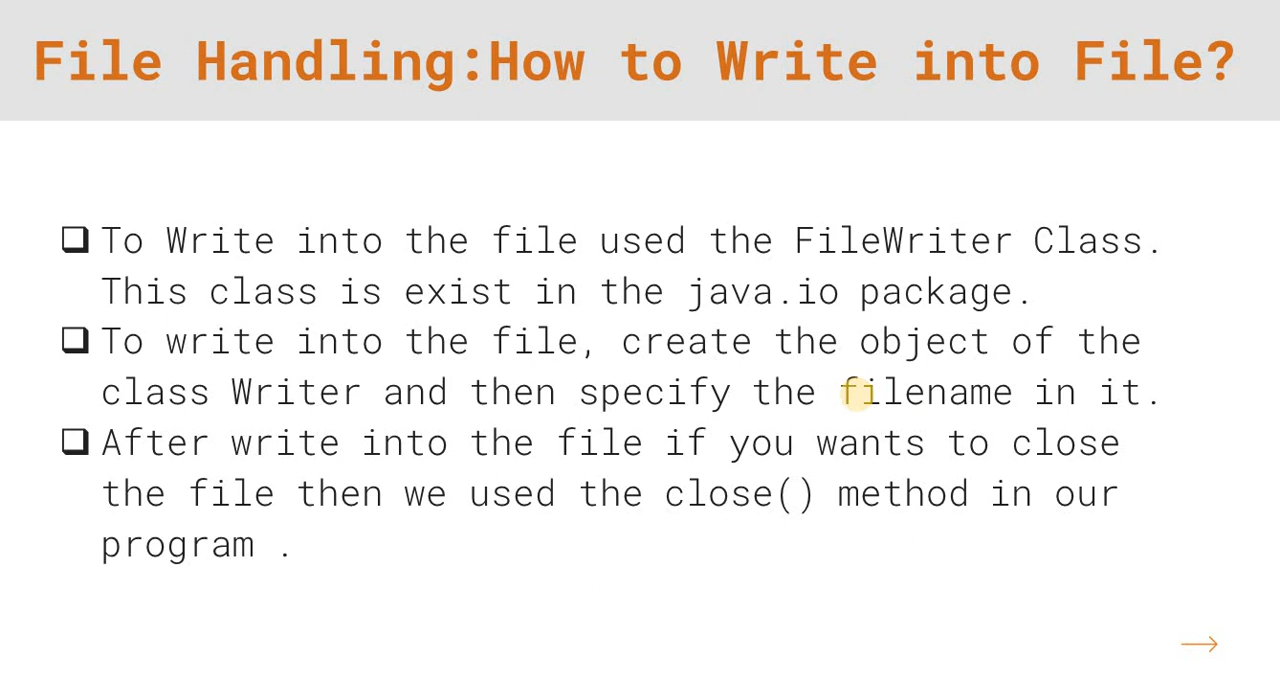 File Handling:How to Write into File?
To Write into the file used the FileWriter Class.
This class is exist in the java.io package.
To write into the file, create the object of the
class Writer and then specify the filename in it.
After write into the file if you wants to close
the file then we used the close() method in our
program .